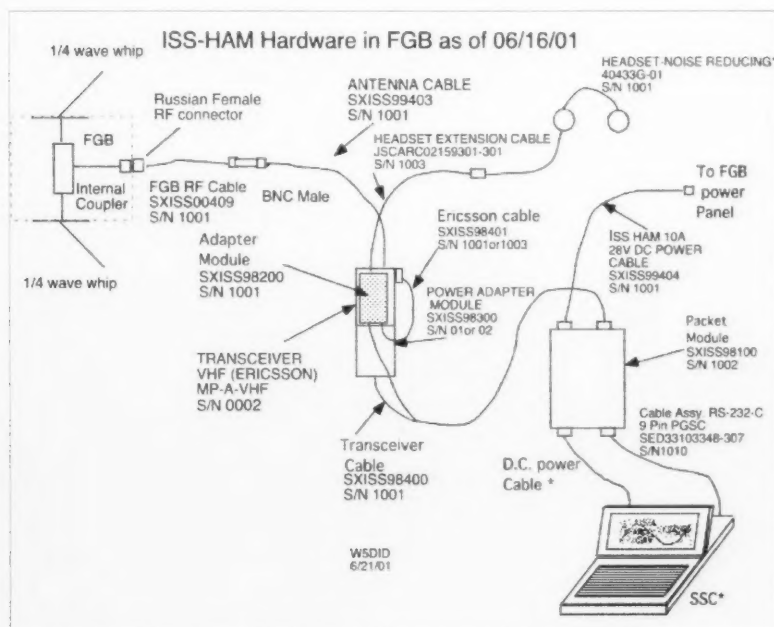 ISS-HAM Hardware in FGB as of 06/16/01
1/4 wave whip
Russian Female
RF connector
FGB
Internal
Coupler
1/4 wave whip
FGB RF Cable
SXISS00409
S/N 1001
BNC Male
ANTENNA CABLE
SXISS99403
S/N 1001
HEADSET EXTENSION CABLE
JSCARC02159301-301
S/N 1003
HEADSET-NOISE REDUCING*
40433G-01
S/N 1001
To FGB
power
Panel
ISS HAM 10A
28V DC POWER
CABLE
SXISS99404
S/N 1001
Ericsson cable
SXISS98401
S/N 1001or1003
Adapter
Module
SXISS98200
S/N 1001
POWER ADAPTER
MODULE
SXISS98300
S/N 01or 02
TRANSCEIVER
VHF (ERICSSON)
MP-A-VHF
S/N 0002
Packet
Module
SXISS98100
S/N 1002
Transceiver
Cable
SXISS98400
S/N 1001
Cable Assy. RS-232-C
9 Pin PGSC
SED33103348-307
S/N1010
D.C. power
Cable *
W5DID
6/21/01
SSC*